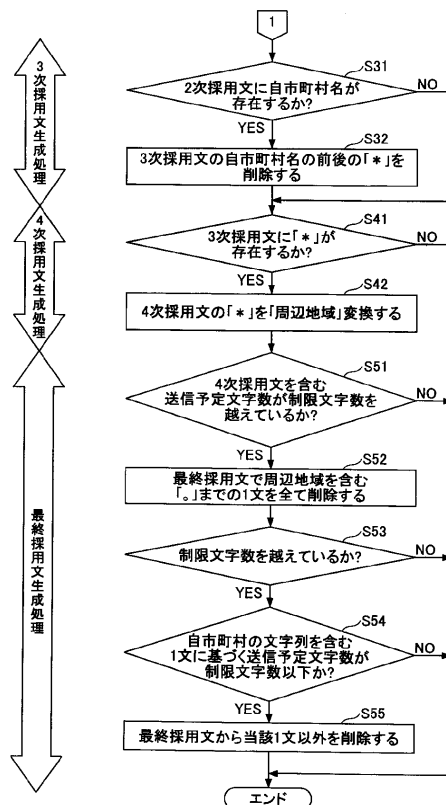 1
S31
2次採用文に自市町村名が
存在するか?
NO
YES
S32
3次採用文の自市町村名の前後の「*」を
削除する
3次採用文生成処理
S41
3次採用文に「*」が
存在するか?
NO
YES
S42
4次採用文の「*」を「周辺地域」変換する
4次採用文生成処理
S51
4次採用文を含む
送信予定文字数が制限文字数を
越えているか?
NO
YES
S52
最終採用文で周辺地域を含む
「。」までの1文を全て削除する
S53
制限文字数を越えているか?
NO
YES
S54
自市町村の文字列を含む
1文に基づく送信予定文字数が
制限文字数以下か?
NO
YES
S55
最終採用文から当該1文以外を削除する
最終採用文生成処理
エンド